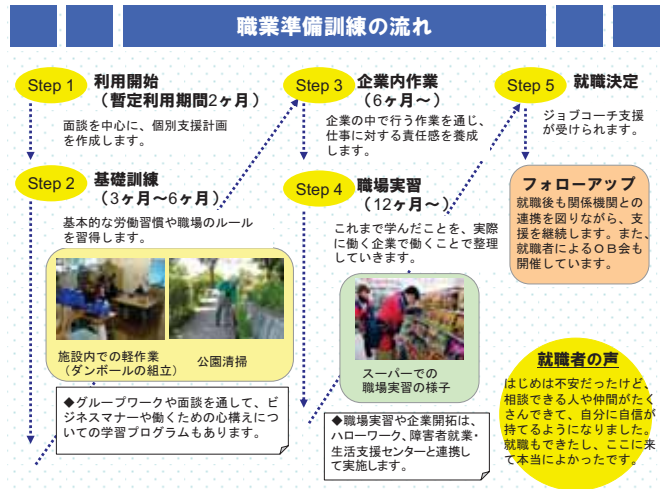 職業準備訓練の流れ
Step 1
利用開始
（暫定利用期間2ヶ月）
面談を中心に、個別支援計画
を作成します。
Step 2
基礎訓練
（3ヶ月～6ヶ月）
基本的な労働習慣や職場のルール
を習得します。
施設内での軽作業
（ダンボールの組立）
公園清掃
◆グループワークや面談を通して、ビ
ジネスマナーや働くための心構えにつ
いての学習プログラムもあります。
Step 3
企業内作業
（6ヶ月～）
企業の中で行う作業を通じ、
仕事に対する責任感を養成
します。
Step 4
職場実習
（12ヶ月～）
これまで学んだことを、実際
に働く企業で働くことで整理
していきます。
スーパーでの
職場実習の様子
◆職場実習や企業開拓は、
ハローワーク、障害者就業・
生活支援センターと連携し
て実施します。
Step 5
就職決定
ジョブコーチ支援
が受けられます。
フォローアップ
就職後も関係機関との
連携を図りながら、支
援を継続します。また、
就職者によるＯＢ会も
開催しています。
就職者の声
はじめは不安だったけど、
相談できる人や仲間がたく
さんできて、自分に自信が
持てるようになりました。
就職もできたし、ここに来
て本当によかったです。